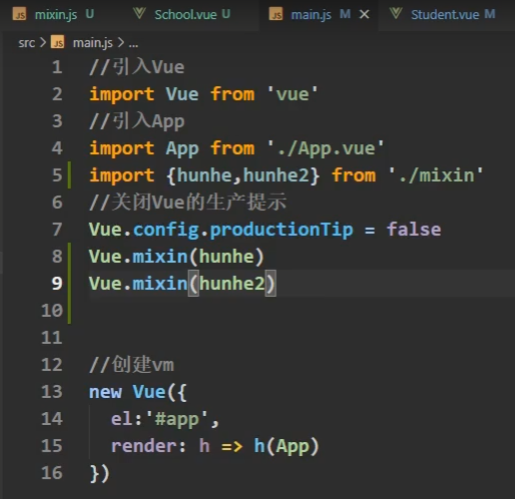 mixin.js U School.vue U main.js M × Student.vue M
src > main.js > ...
1 //引入Vue
2 import Vue from 'vue'
3 //引入App
4 import App from './App.vue'
5 import {hunhe,hunhe2} from './mixin'
6 //关闭Vue的生产提示
7 Vue.config.productionTip = false
8 Vue.mixin(hunhe)
9 Vue.mixin(hunhe2)
10
11
12 //创建vm
13 new Vue({
14 el:'#app',
15 render: h => h(App)
16 })